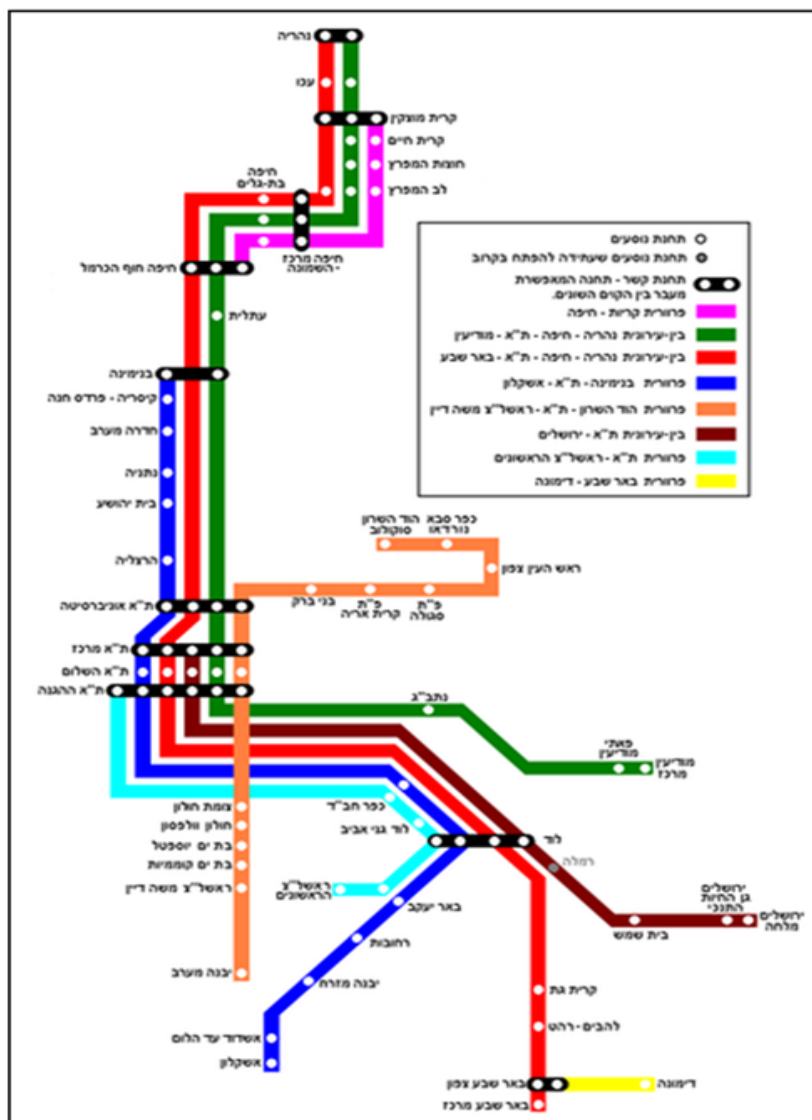 נהריה
עכו
קרית מוצקין
קרית חיים
חוצות המפרץ
לב המפרץ
חיפה
בת-גלים
חיפה מרכז
- השמונה
חיפה חוף הכרמל
עתלית
בנימינה
קיסריה - פרדס חנה
חדרה מערב
נתניה
בית יהושע
הרצליה
ת"א אוניברסיטה
ת"א מרכז
ת"א השלום
ת"א ההגנה
תחנת נוסעים
תחנת נוסעים שעתידה להפתח בקרוב
תחנת קשר - תחנה המאפשרת
מעבר בין הקוים השונים.
פרוורית קריות - חיפה
בין-עירונית נהריה - חיפה - ת"א - מודיעין
בין-עירונית נהריה - חיפה - ת"א - באר שבע
פרוורית בנימינה - ת"א - אשקלון
פרוורית הוד השרון - ת"א - ראשל"צ משה דיין
בין-עירונית ת"א - ירושלים
פרוורית ת"א - ראשל"צ הראשונים
פרוורית באר שבע - דימונה
כפר סבא
נורדאו
הוד השרון
סוקולוב
ראש העין צפון
פ"ת
סגולה
פ"ת
קרית אריה
בני ברק
נתב"ג
פאתי
מודיעין
מודיעין
מרכז
צומת חולון
חולון וולפסון
בת ים יוספטל
בת ים קוממיות
ראשל"צ משה דיין
יבנה מערב
כפר חב"ד
לוד גני אביב
לוד
רמלה
ראשל"צ
הראשונים
באר יעקב
רחובות
יבנה מזרח
אשדוד עד הלום
אשקלון
בית שמש
ירושלים
גן החיות
התנכי
ירושלים
מלחה
קרית גת
להבים - רהט
באר שבע צפון
באר שבע מרכז
דימונה